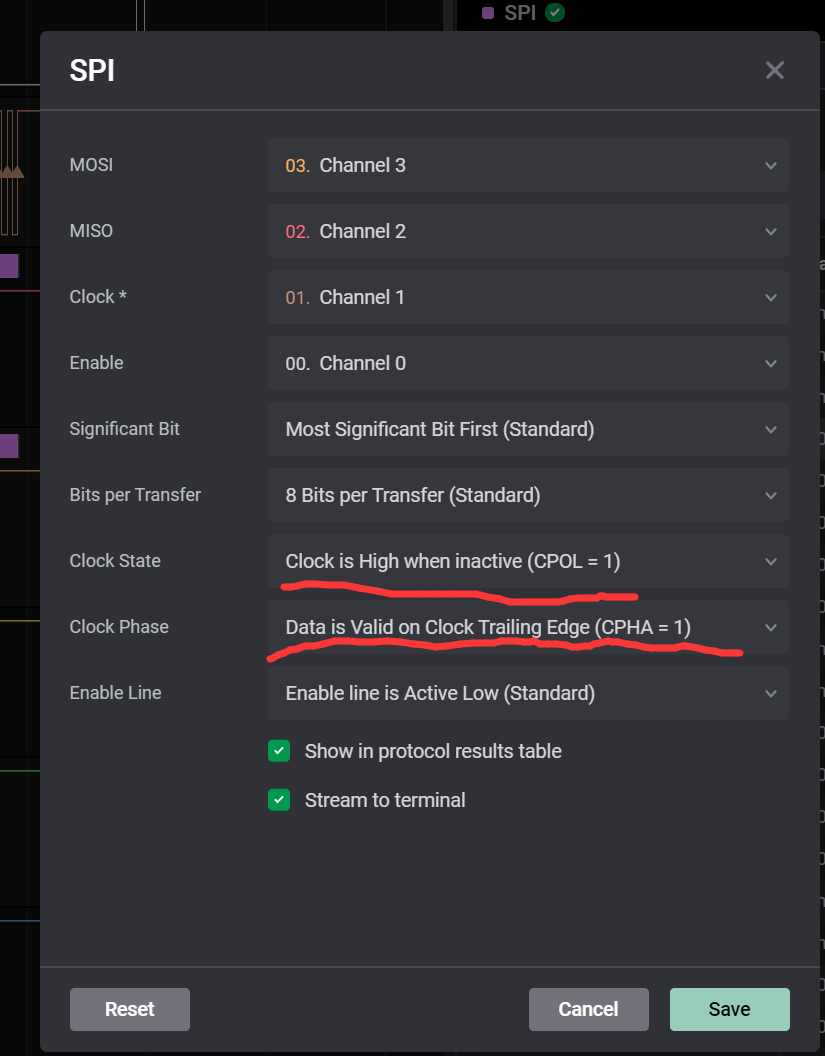 SPI
SPI
MOSI
03. Channel 3
MISO
02. Channel 2
Clock *
01. Channel 1
Enable
00. Channel 0
Significant Bit
Most Significant Bit First (Standard)
Bits per Transfer
8 Bits per Transfer (Standard)
Clock State
Clock is High when inactive (CPOL = 1)
Clock Phase
Data is Valid on Clock Trailing Edge (CPHA = 1)
Enable Line
Enable line is Active Low (Standard)
Show in protocol results table
Stream to terminal
Reset
Cancel
Save